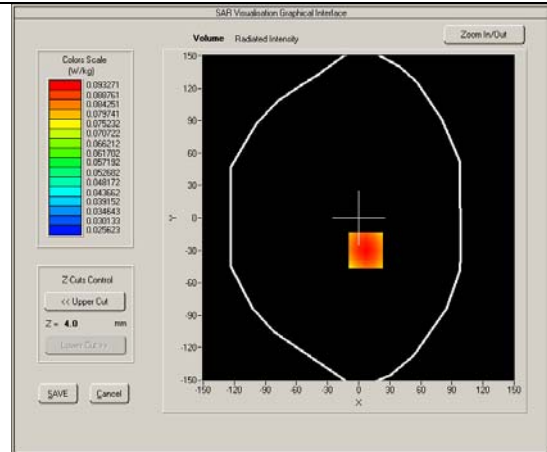 SAR Visualisation Graphical Interface
Volume Radiated Intensity
Zoom In/Out
Colors Scale
(W/kg)
0.093271
0.088761
0.084251
0.079741
0.075232
0.070722
0.066212
0.061702
0.057192
0.052682
0.048172
0.043662
0.039152
0.034643
0.030133
0.025623
Z Cuts Control
<< Upper Cut
Z = 4.0 mm
Lower Cut >>
SAVE Cancel
150-
120-
90-
60-
30-
0-
-30-
-60-
-90-
-120-
-150-
Y
-150 -120 -90 -60 -30 0 30 60 90 120 150
X